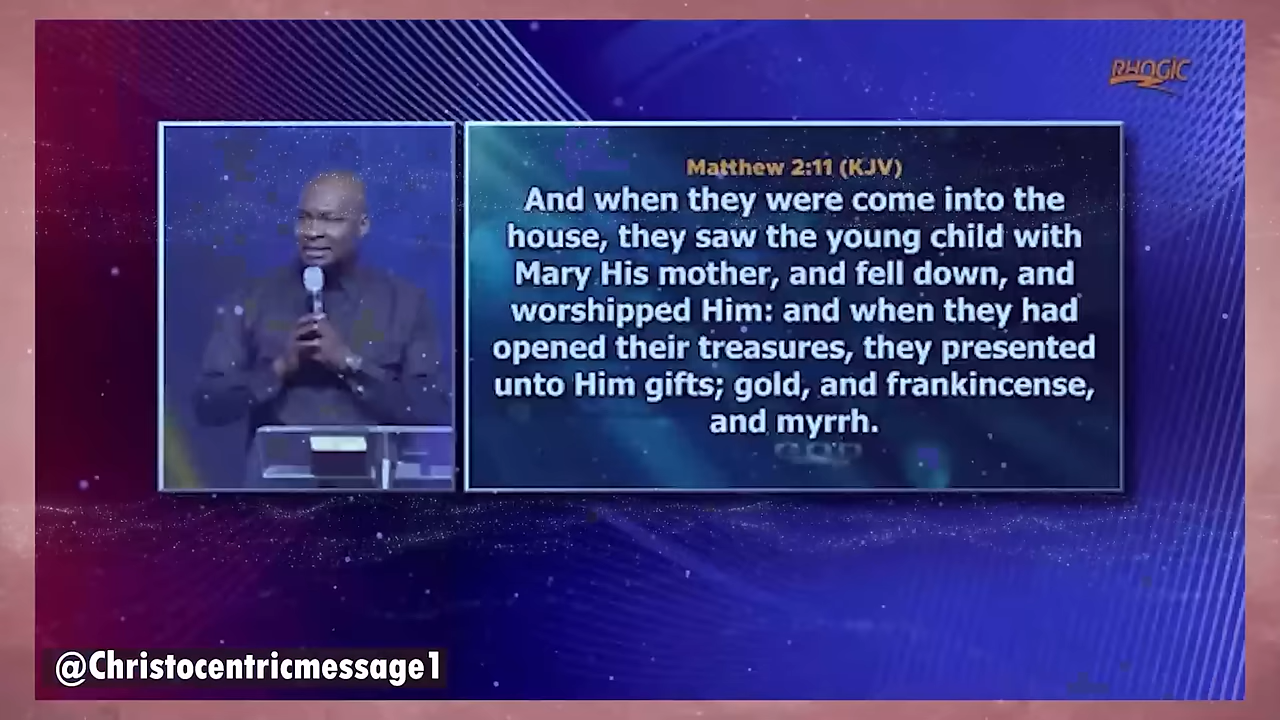 RHOGIC
Matthew 2:11 (KJV)
And when they were come into the
house, they saw the young child with
Mary His mother, and fell down, and
worshipped Him: and when they had
opened their treasures, they presented
unto Him gifts; gold, and frankincense,
and myrrh.
@Christocentricmessage1